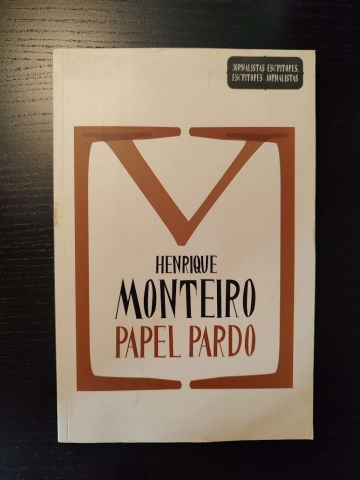 JORNALISTAS ESCRITORES
ESCRITORES JORNALISTAS
HENRIQUE
MONTEIRO
PAPEL PARDO